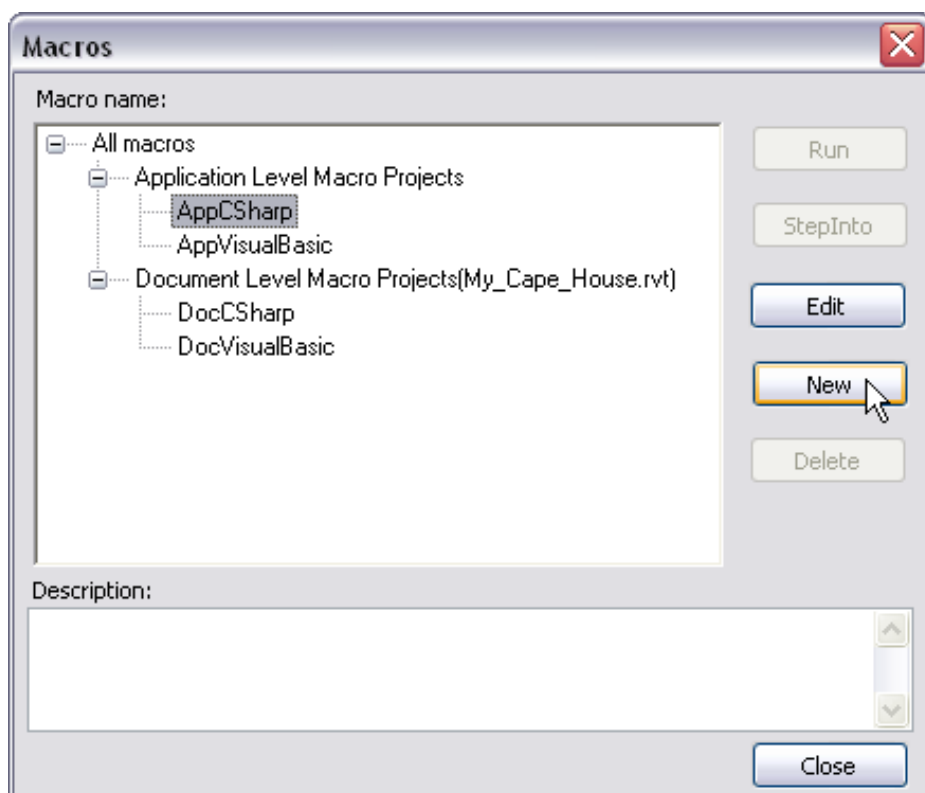 Macros
Macro name:
All macros
Application Level Macro Projects
AppCSharp
AppVisualBasic
Document Level Macro Projects(My_Cape_House.rvt)
DocCSharp
DocVisualBasic
Run
StepInto
Edit
New
Delete
Description:
Close